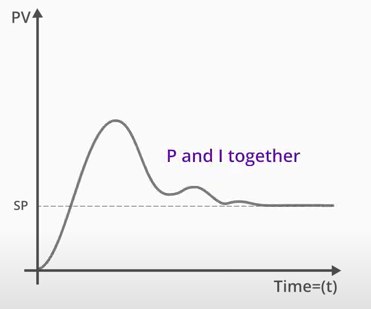 PV
P and I together
SP
Time=(t)